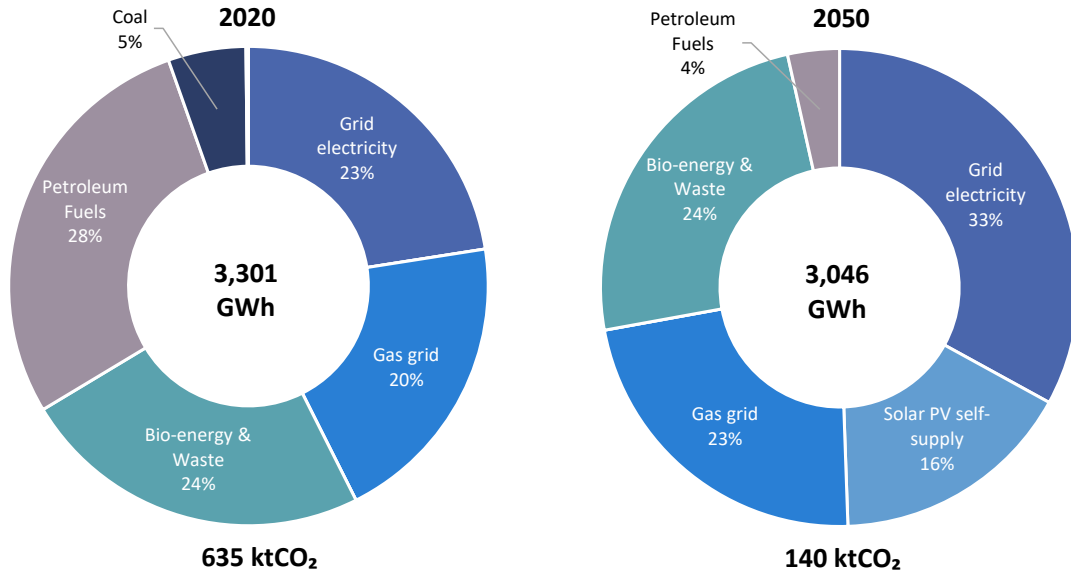 2020
Coal
5%
Grid
electricity
23%
Petroleum
Fuels
28%
3,301
GWh
Gas grid
20%
Bio-energy &
Waste
24%
635 ktCO₂
2050
Petroleum
Fuels
4%
Bio-energy &
Waste
24%
Grid
electricity
33%
3,046
GWh
Gas grid
23%
Solar PV self-
supply
16%
140 ktCO₂